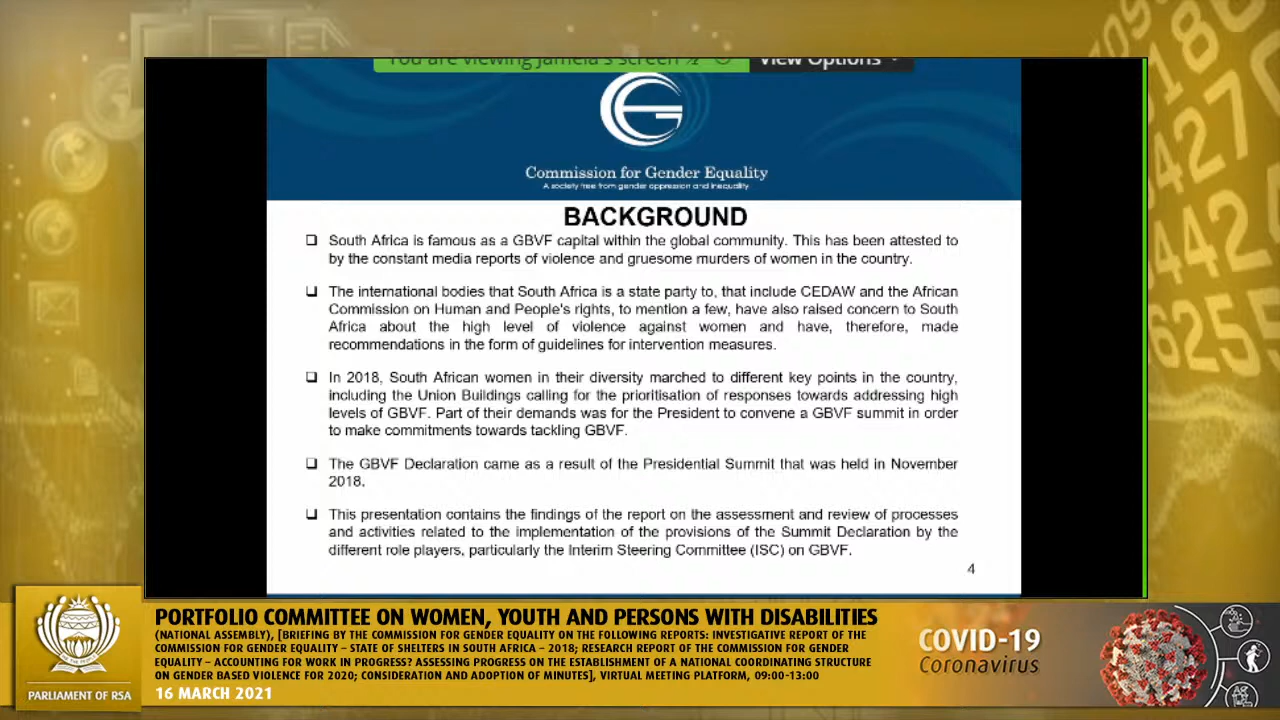 You are viewing Jamela's screen
View Options
Commission for Gender Equality
A society free from gender oppression and inequality
BACKGROUND
❑ South Africa is famous as a GBVF capital within the global community. This has been attested to
by the constant media reports of violence and gruesome murders of women in the country.
❑ The international bodies that South Africa is a state party to, that include CEDAW and the African
Commission on Human and People's rights, to mention a few, have also raised concern to South
Africa about the high level of violence against women and have, therefore, made
recommendations in the form of guidelines for intervention measures.
❑ In 2018, South African women in their diversity marched to different key points in the country,
including the Union Buildings calling for the prioritisation of responses towards addressing high
levels of GBVF. Part of their demands was for the President to convene a GBVF summit in order
to make commitments towards tackling GBVF.
❑ The GBVF Declaration came as a result of the Presidential Summit that was held in November
2018.
❑ This presentation contains the findings of the report on the assessment and review of processes
and activities related to the implementation of the provisions of the Summit Declaration by the
different role players, particularly the Interim Steering Committee (ISC) on GBVF.
4
PORTFOLIO COMMITTEE ON WOMEN, YOUTH AND PERSONS WITH DISABILITIES
(NATIONAL ASSEMBLY), [BRIEFING BY THE COMMISSION FOR GENDER EQUALITY ON THE FOLLOWING REPORTS: INVESTIGATIVE REPORT OF THE
COMMISSION FOR GENDER EQUALITY – STATE OF SHELTERS IN SOUTH AFRICA – 2018; RESEARCH REPORT OF THE COMMISSION FOR GENDER
EQUALITY – ACCOUNTING FOR WORK IN PROGRESS? ASSESSING PROGRESS ON THE ESTABLISHMENT OF A NATIONAL COORDINATING STRUCTURE
ON GENDER BASED VIOLENCE FOR 2020; CONSIDERATION AND ADOPTION OF MINUTES], VIRTUAL MEETING PLATFORM, 09:00-13:00
16 MARCH 2021
PARLIAMENT OF RSA
COVID-19
Coronavirus